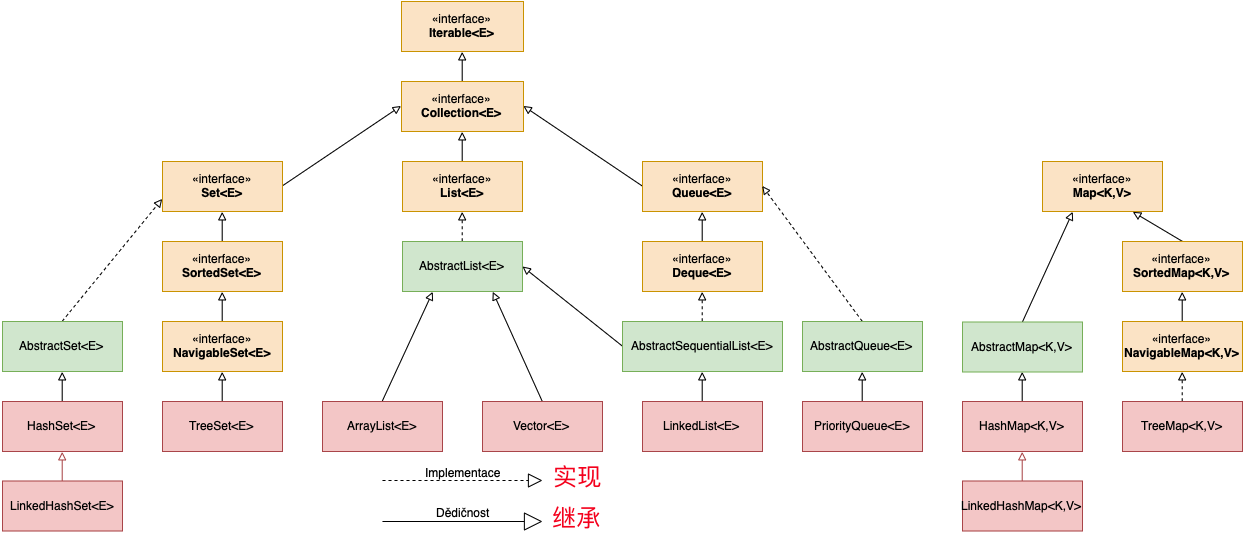 «interface»
Iterable<E>
«interface»
Collection<E>
«interface»
Set<E>
«interface»
List<E>
«interface»
Queue<E>
«interface»
Map<K,V>
«interface»
SortedSet<E>
AbstractList<E>
«interface»
Deque<E>
«interface»
SortedMap<K,V>
AbstractSet<E>
«interface»
NavigableSet<E>
AbstractSequentialList<E>
AbstractQueue<E>
AbstractMap<K,V>
«interface»
NavigableMap<K,V>
HashSet<E>
TreeSet<E>
ArrayList<E>
Vector<E>
LinkedList<E>
PriorityQueue<E>
HashMap<K,V>
TreeMap<K,V>
LinkedHashSet<E>
Implementace
实现
Dědičnost
继承
LinkedHashMap<K,V>